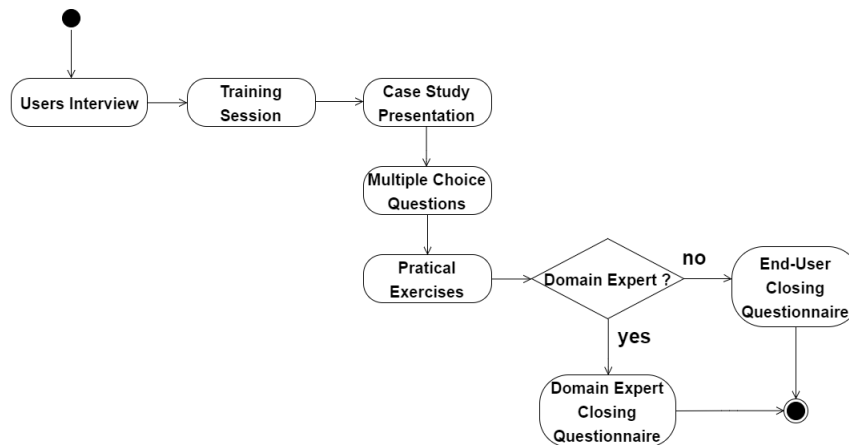 Users Interview
Training
Session
Case Study
Presentation
Multiple Choice
Questions
Pratical
Exercises
Domain Expert ?
no
End-User
Closing
Questionnaire
yes
Domain Expert
Closing
Questionnaire